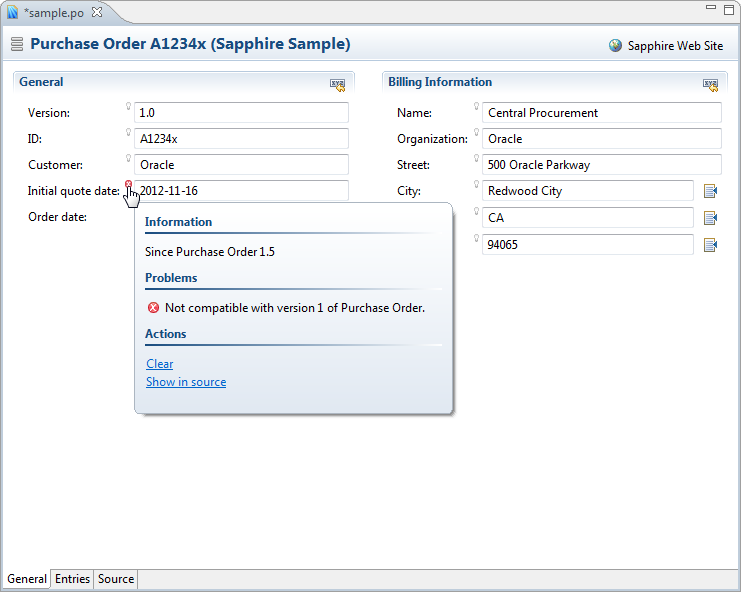 *sample.po
Purchase Order A1234x (Sapphire Sample)
Sapphire Web Site
General
Version: 1.0
ID: A1234x
Customer: Oracle
Initial quote date: 2012-11-16
Order date:
Information
Since Purchase Order 1.5
Problems
Not compatible with version 1 of Purchase Order.
Actions
Clear
Show in source
Billing Information
Name: Central Procurement
Organization: Oracle
Street: 500 Oracle Parkway
City: Redwood City
CA
94065
General Entries Source